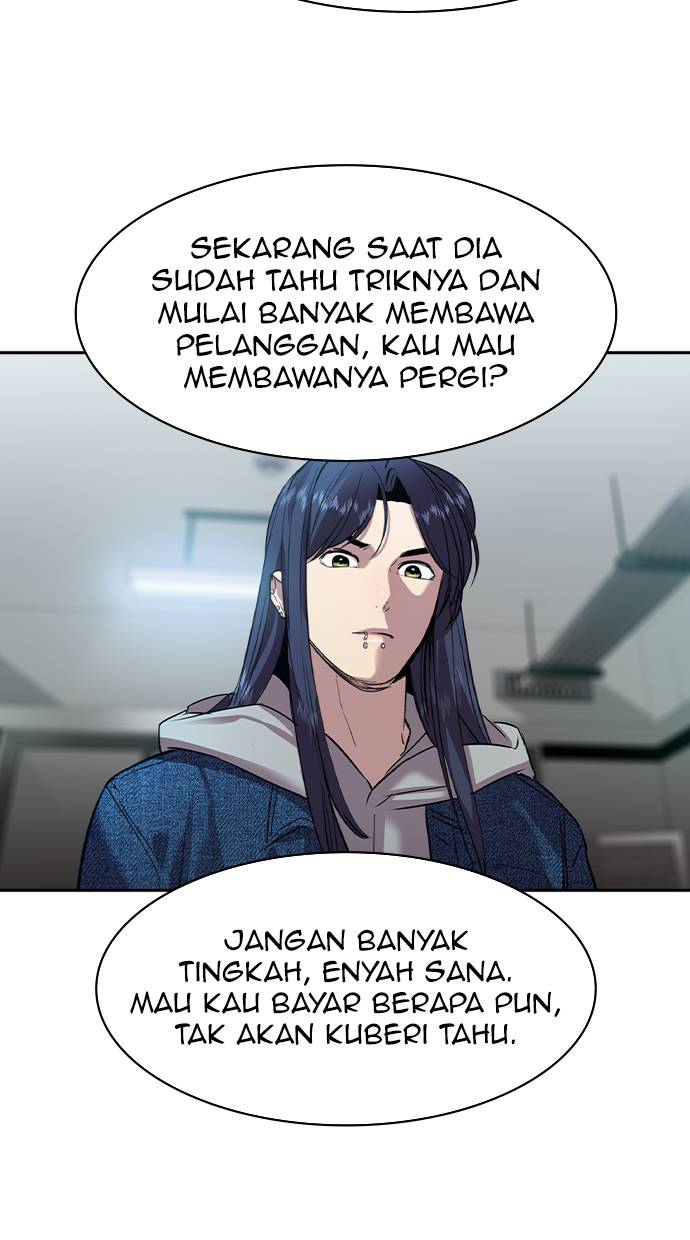 SEKARANG SAAT DIA
SUDAH TAHU TRIKNYA DAN
MULAI BANYAK MEMBAWA
PELANGGAN, KAU MAU
MEMBAWANYA PERGI?
JANGAN BANYAK
TINGKAH, ENYAH SANA.
MAU KAU BAYAR BERAPA PUN,
TAK AKAN KUBERI TAHU.